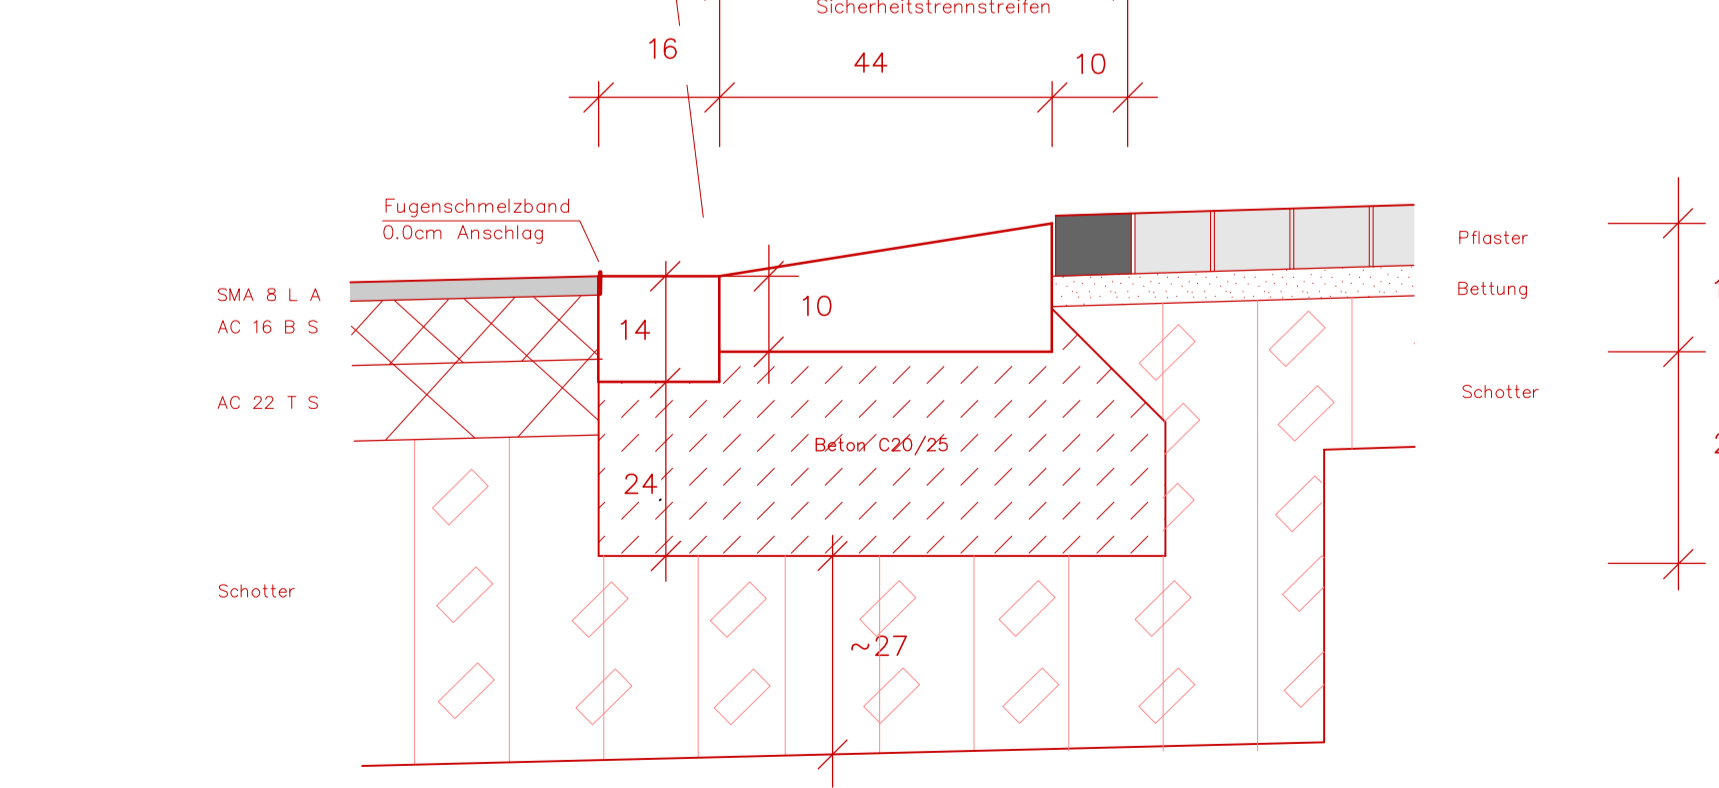 Sicherheitstrennstreifen
16
44
10
Fugenschmelzband
0.0cm Anschlag
Pflaster
SMA 8 L A
Bettung
10
AC 16 B S
14
Schotter
AC 22 T S
Beton C20/25
24
Schotter
~27